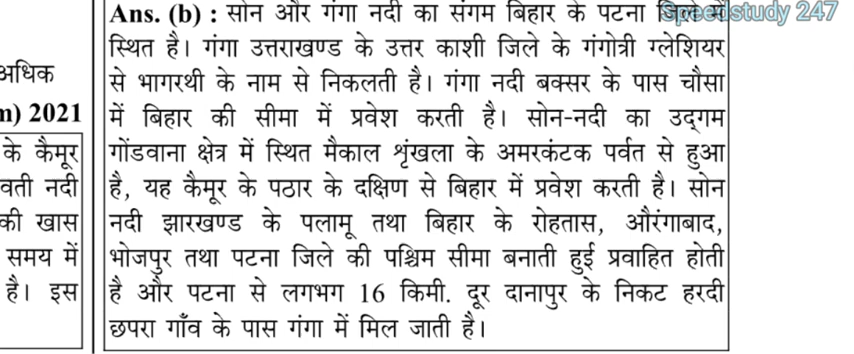 अधिक
m) 2021
के कैमूर
वती नदी
की खास
समय में
है। इस
Ans. (b) : सोन और गंगा नदी का संगम बिहार के पटना जिले में
Speedstudy 247
स्थित है। गंगा उत्तराखण्ड के उत्तर काशी जिले के गंगोत्री ग्लेशियर
से भागरथी के नाम से निकलती है। गंगा नदी बक्सर के पास चौसा
में बिहार की सीमा में प्रवेश करती है। सोन-नदी का उद्गम
गोंडवाना क्षेत्र में स्थित मैकाल शृंखला के अमरकंटक पर्वत से हुआ
है, यह कैमूर के पठार के दक्षिण से बिहार में प्रवेश करती है। सोन
नदी झारखण्ड के पलामू तथा बिहार के रोहतास, औरंगाबाद,
भोजपुर तथा पटना जिले की पश्चिम सीमा बनाती हुई प्रवाहित होती
है और पटना से लगभग 16 किमी. दूर दानापुर के निकट हरदी
छपरा गाँव के पास गंगा में मिल जाती है।